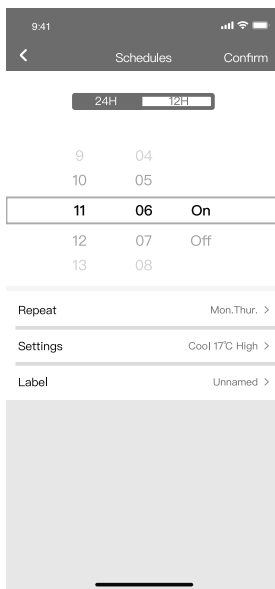 9:41
Schedules Confirm
24H 12H
9 04
10 05
11 06 On
12 07 Off
13 08
Repeat Mon.Thur. >
Settings Cool 17℃ High >
Label Unnamed >